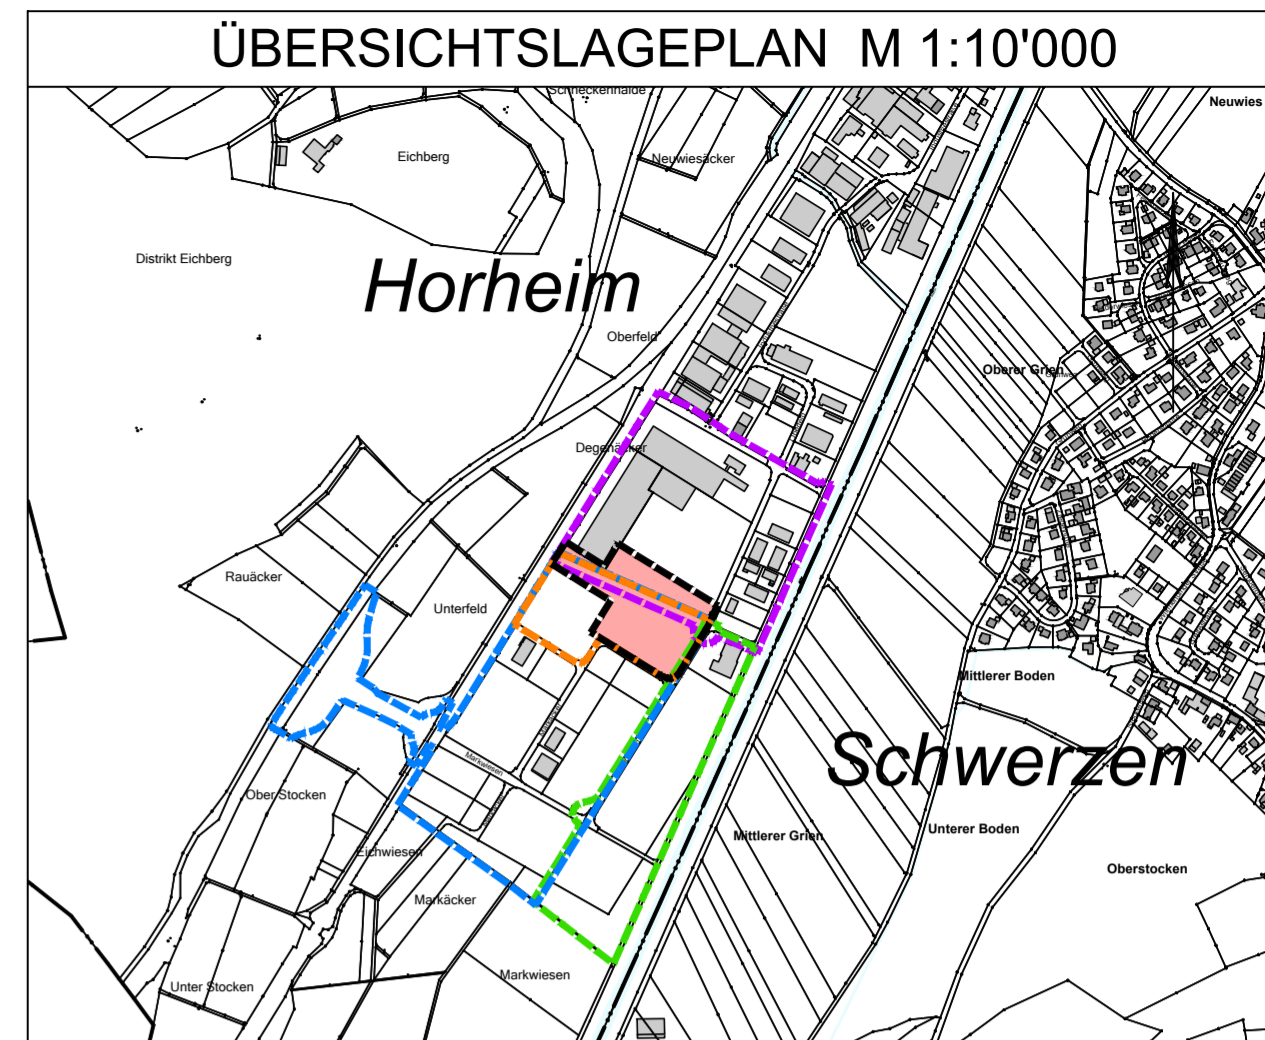 ÜBERSICHTSLAGEPLAN M 1:10'000
Schneckenhalde
Neuwies
Eichberg
Neuwiesäcker
Distrikt Eichberg
Horheim
Oberfeld
Oberer Grien
Degenäcker
Rauäcker
Unterfeld
Mittlerer Boden
Schwerzen
Markwiesen
Ober Stocken
Mittlerer Grien
Unterer Boden
Eichwiesen
Oberstocken
Markäcker
Markwiesen
Unter Stocken